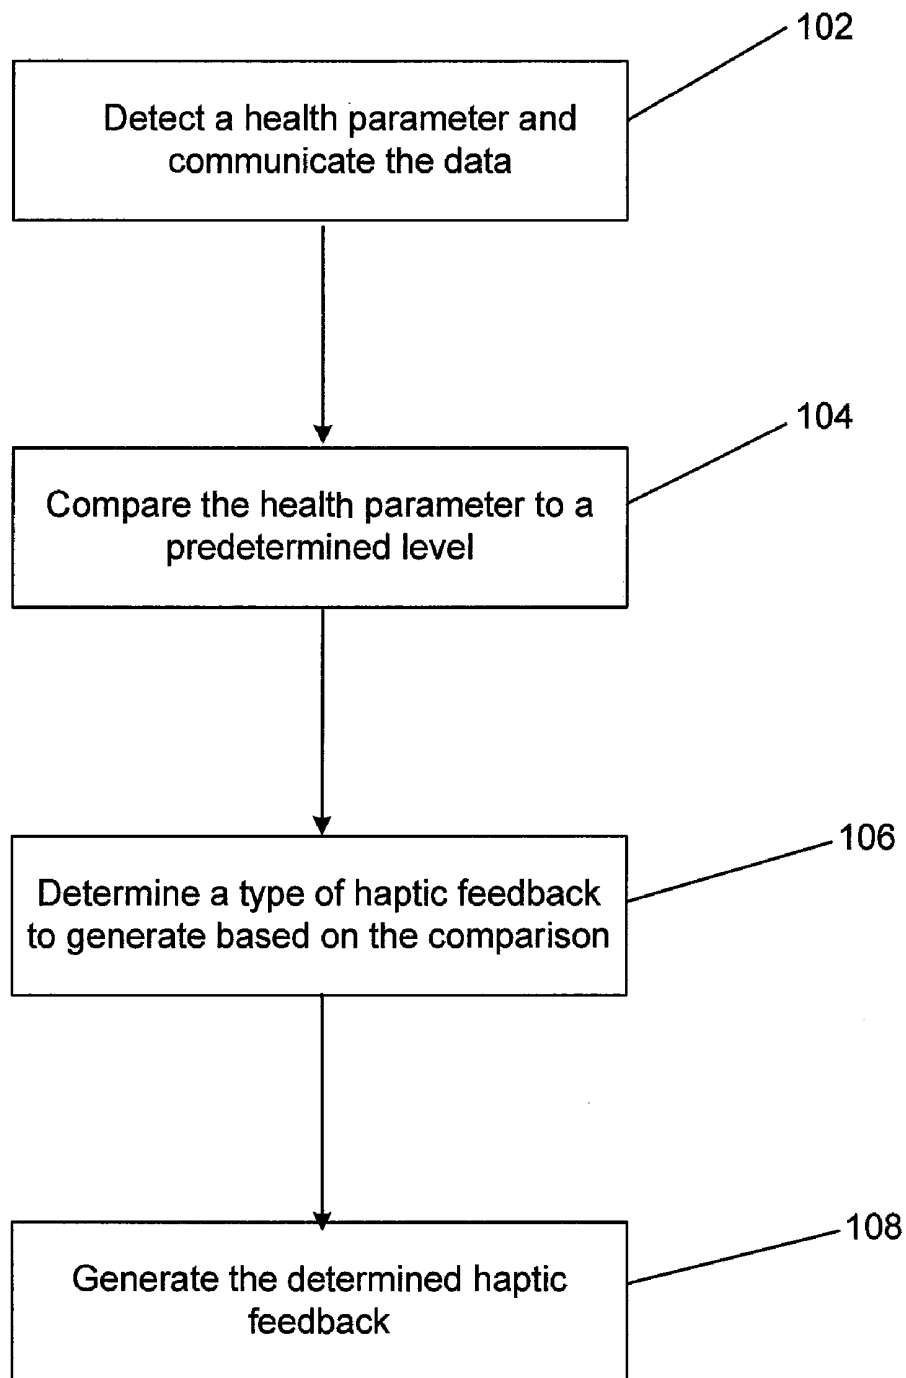 102
Detect a health parameter and
communicate the data
104
Compare the health parameter to a
predetermined level
106
Determine a type of haptic feedback
to generate based on the comparison
108
Generate the determined haptic
feedback